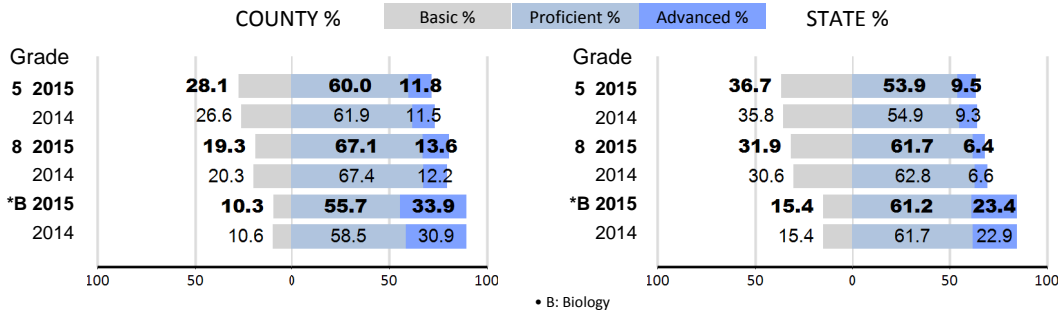 COUNTY % Basic % Proficient % Advanced % STATE %
Grade Grade
5 2015 28.1 60.0 11.8 5 2015 36.7 53.9 9.5
2014 26.6 61.9 11.5 2014 35.8 54.9 9.3
8 2015 19.3 67.1 13.6 8 2015 31.9 61.7 6.4
2014 20.3 67.4 12.2 2014 30.6 62.8 6.6
*B 2015 10.3 55.7 33.9 *B 2015 15.4 61.2 23.4
2014 10.6 58.5 30.9 2014 15.4 61.7 22.9
100 50 0 50 100 100 50 0 50 100
• B: Biology